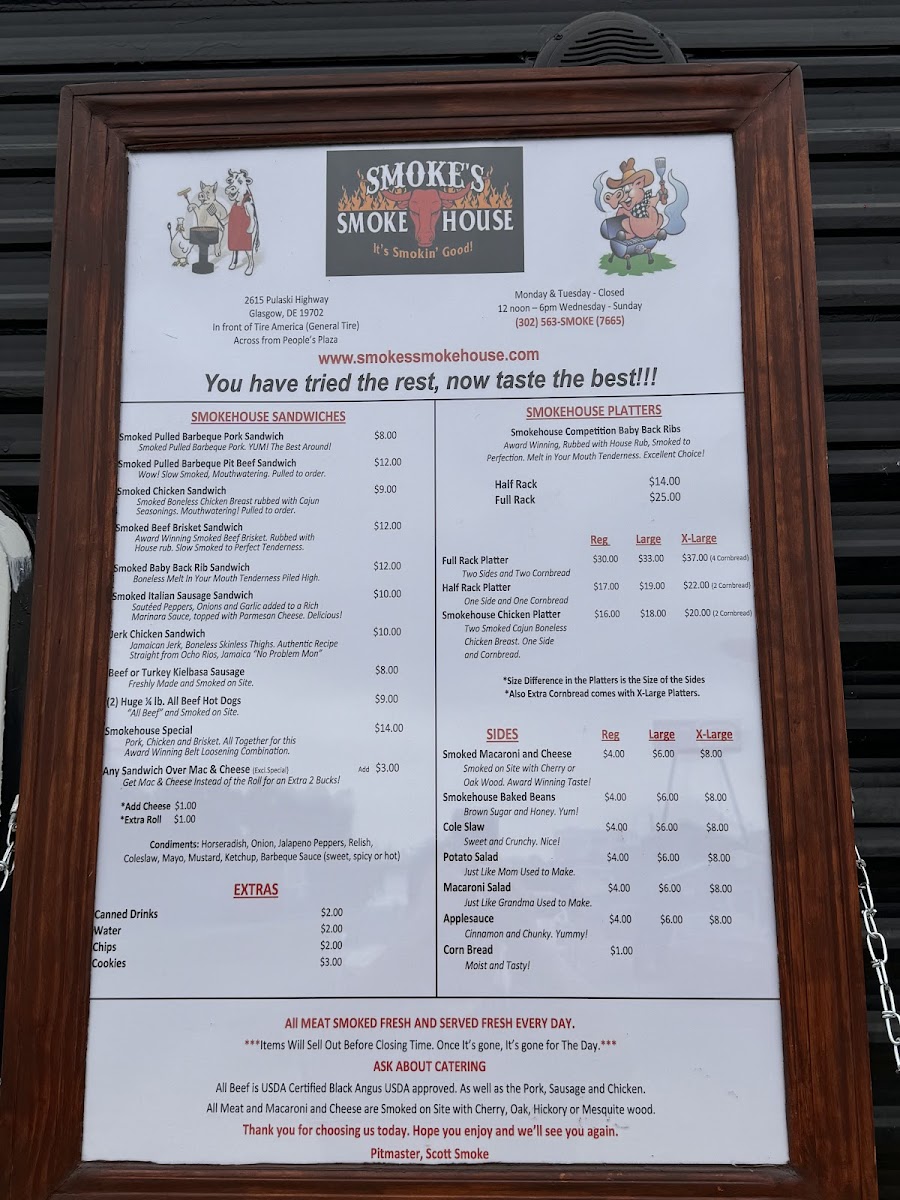 SMOKE'S
SMOKE HOUSE
It's Smokin' Good!
2615 Pulaski Highway
Glasgow, DE 19702
In front of Tire America (General Tire)
Across from People's Plaza
Monday & Tuesday - Closed
12 noon – 6pm Wednesday - Sunday
(302) 563-SMOKE (7665)
www.smokessmokehouse.com
You have tried the rest, now taste the best!!!
SMOKEHOUSE SANDWICHES
Smoked Pulled Barbeque Pork Sandwich $8.00
Smoked Pulled Barbeque Pork. YUM! The Best Around!
Smoked Pulled Barbeque Pit Beef Sandwich $12.00
Wow! Slow Smoked, Mouthwatering. Pulled to order.
Smoked Chicken Sandwich $9.00
Smoked Boneless Chicken Breast rubbed with Cajun
Seasonings. Mouthwatering! Pulled to order.
Smoked Beef Brisket Sandwich $12.00
Award Winning Smoked Beef Brisket. Rubbed with
House rub. Slow Smoked to Perfect Tenderness.
Smoked Baby Back Rib Sandwich $12.00
Boneless Melt In Your Mouth Tenderness Piled High.
Smoked Italian Sausage Sandwich $10.00
Sautéed Peppers, Onions and Garlic added to a Rich
Marinara Sauce, topped with Parmesan Cheese. Delicious!
Jerk Chicken Sandwich $10.00
Jamaican Jerk, Boneless Skinless Thighs. Authentic Recipe
Straight from Ocho Rios, Jamaica "No Problem Mon"
Beef or Turkey Kielbasa Sausage $8.00
Freshly Made and Smoked on Site.
(2) Huge ¼ lb. All Beef Hot Dogs $9.00
"All Beef" and Smoked on Site.
Smokehouse Special $14.00
Pork, Chicken and Brisket. All Together for this
Award Winning Belt Loosening Combination.
Any Sandwich Over Mac & Cheese (Excl.Special) Add $3.00
Get Mac & Cheese Instead of the Roll for an Extra 2 Bucks!
*Add Cheese $1.00
*Extra Roll $1.00
Condiments: Horseradish, Onion, Jalapeno Peppers, Relish,
Coleslaw, Mayo, Mustard, Ketchup, Barbeque Sauce (sweet, spicy or hot)
EXTRAS
Canned Drinks $2.00
Water $2.00
Chips $2.00
Cookies $3.00
SMOKEHOUSE PLATTERS
Smokehouse Competition Baby Back Ribs
Award Winning, Rubbed with House Rub, Smoked to
Perfection. Melt in Your Mouth Tenderness. Excellent Choice!
Half Rack $14.00
Full Rack $25.00
Reg Large X-Large
Full Rack Platter $30.00 $33.00 $37.00 (4 Cornbread)
Two Sides and Two Cornbread
Half Rack Platter $17.00 $19.00 $22.00 (2 Cornbread)
One Side and One Cornbread
Smokehouse Chicken Platter $16.00 $18.00 $20.00 (2 Cornbread)
Two Smoked Cajun Boneless
Chicken Breast. One Side
and Cornbread.
*Size Difference in the Platters is the Size of the Sides
*Also Extra Cornbread comes with X-Large Platters.
SIDES Reg Large X-Large
Smoked Macaroni and Cheese $4.00 $6.00 $8.00
Smoked on Site with Cherry or
Oak Wood. Award Winning Taste!
Smokehouse Baked Beans $4.00 $6.00 $8.00
Brown Sugar and Honey. Yum!
Cole Slaw $4.00 $6.00 $8.00
Sweet and Crunchy. Nice!
Potato Salad $4.00 $6.00 $8.00
Just Like Mom Used to Make.
Macaroni Salad $4.00 $6.00 $8.00
Just Like Grandma Used to Make.
Applesauce $4.00 $6.00 $8.00
Cinnamon and Chunky. Yummy!
Corn Bread $1.00
Moist and Tasty!
All MEAT SMOKED FRESH AND SERVED FRESH EVERY DAY.
***Items Will Sell Out Before Closing Time. Once It's gone, It's gone for The Day.***
ASK ABOUT CATERING
All Beef is USDA Certified Black Angus USDA approved. As well as the Pork, Sausage and Chicken.
All Meat and Macaroni and Cheese are Smoked on Site with Cherry, Oak, Hickory or Mesquite wood.
Thank you for choosing us today. Hope you enjoy and we'll see you again.
Pitmaster, Scott Smoke